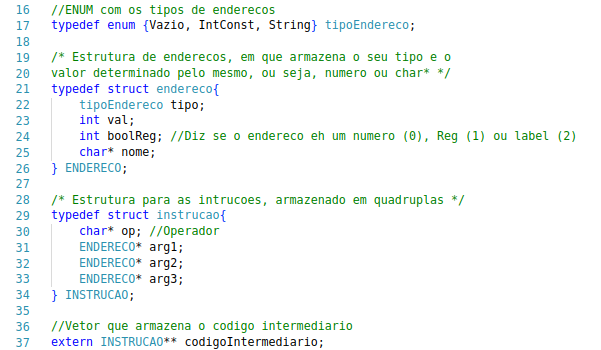 16 //ENUM com os tipos de enderecos
17 typedef enum {Vazio, IntConst, String} tipoEndereco;
18
19 /* Estrutura de enderecos, em que armazena o seu tipo e o
20 valor determinado pelo mesmo, ou seja, numero ou char* */
21 typedef struct endereco{
22     tipoEndereco tipo;
23     int val;
24     int boolReg; //Diz se o endereco eh um numero (0), Reg (1) ou label (2)
25     char* nome;
26 } ENDERECO;
27
28 /* Estrutura para as intrucoes, armazenado em quadruplas */
29 typedef struct instrucao{
30     char* op; //Operador
31     ENDERECO* arg1;
32     ENDERECO* arg2;
33     ENDERECO* arg3;
34 } INSTRUCAO;
35
36 //Vetor que armazena o codigo intermediario
37 extern INSTRUCAO** codigoIntermediario;